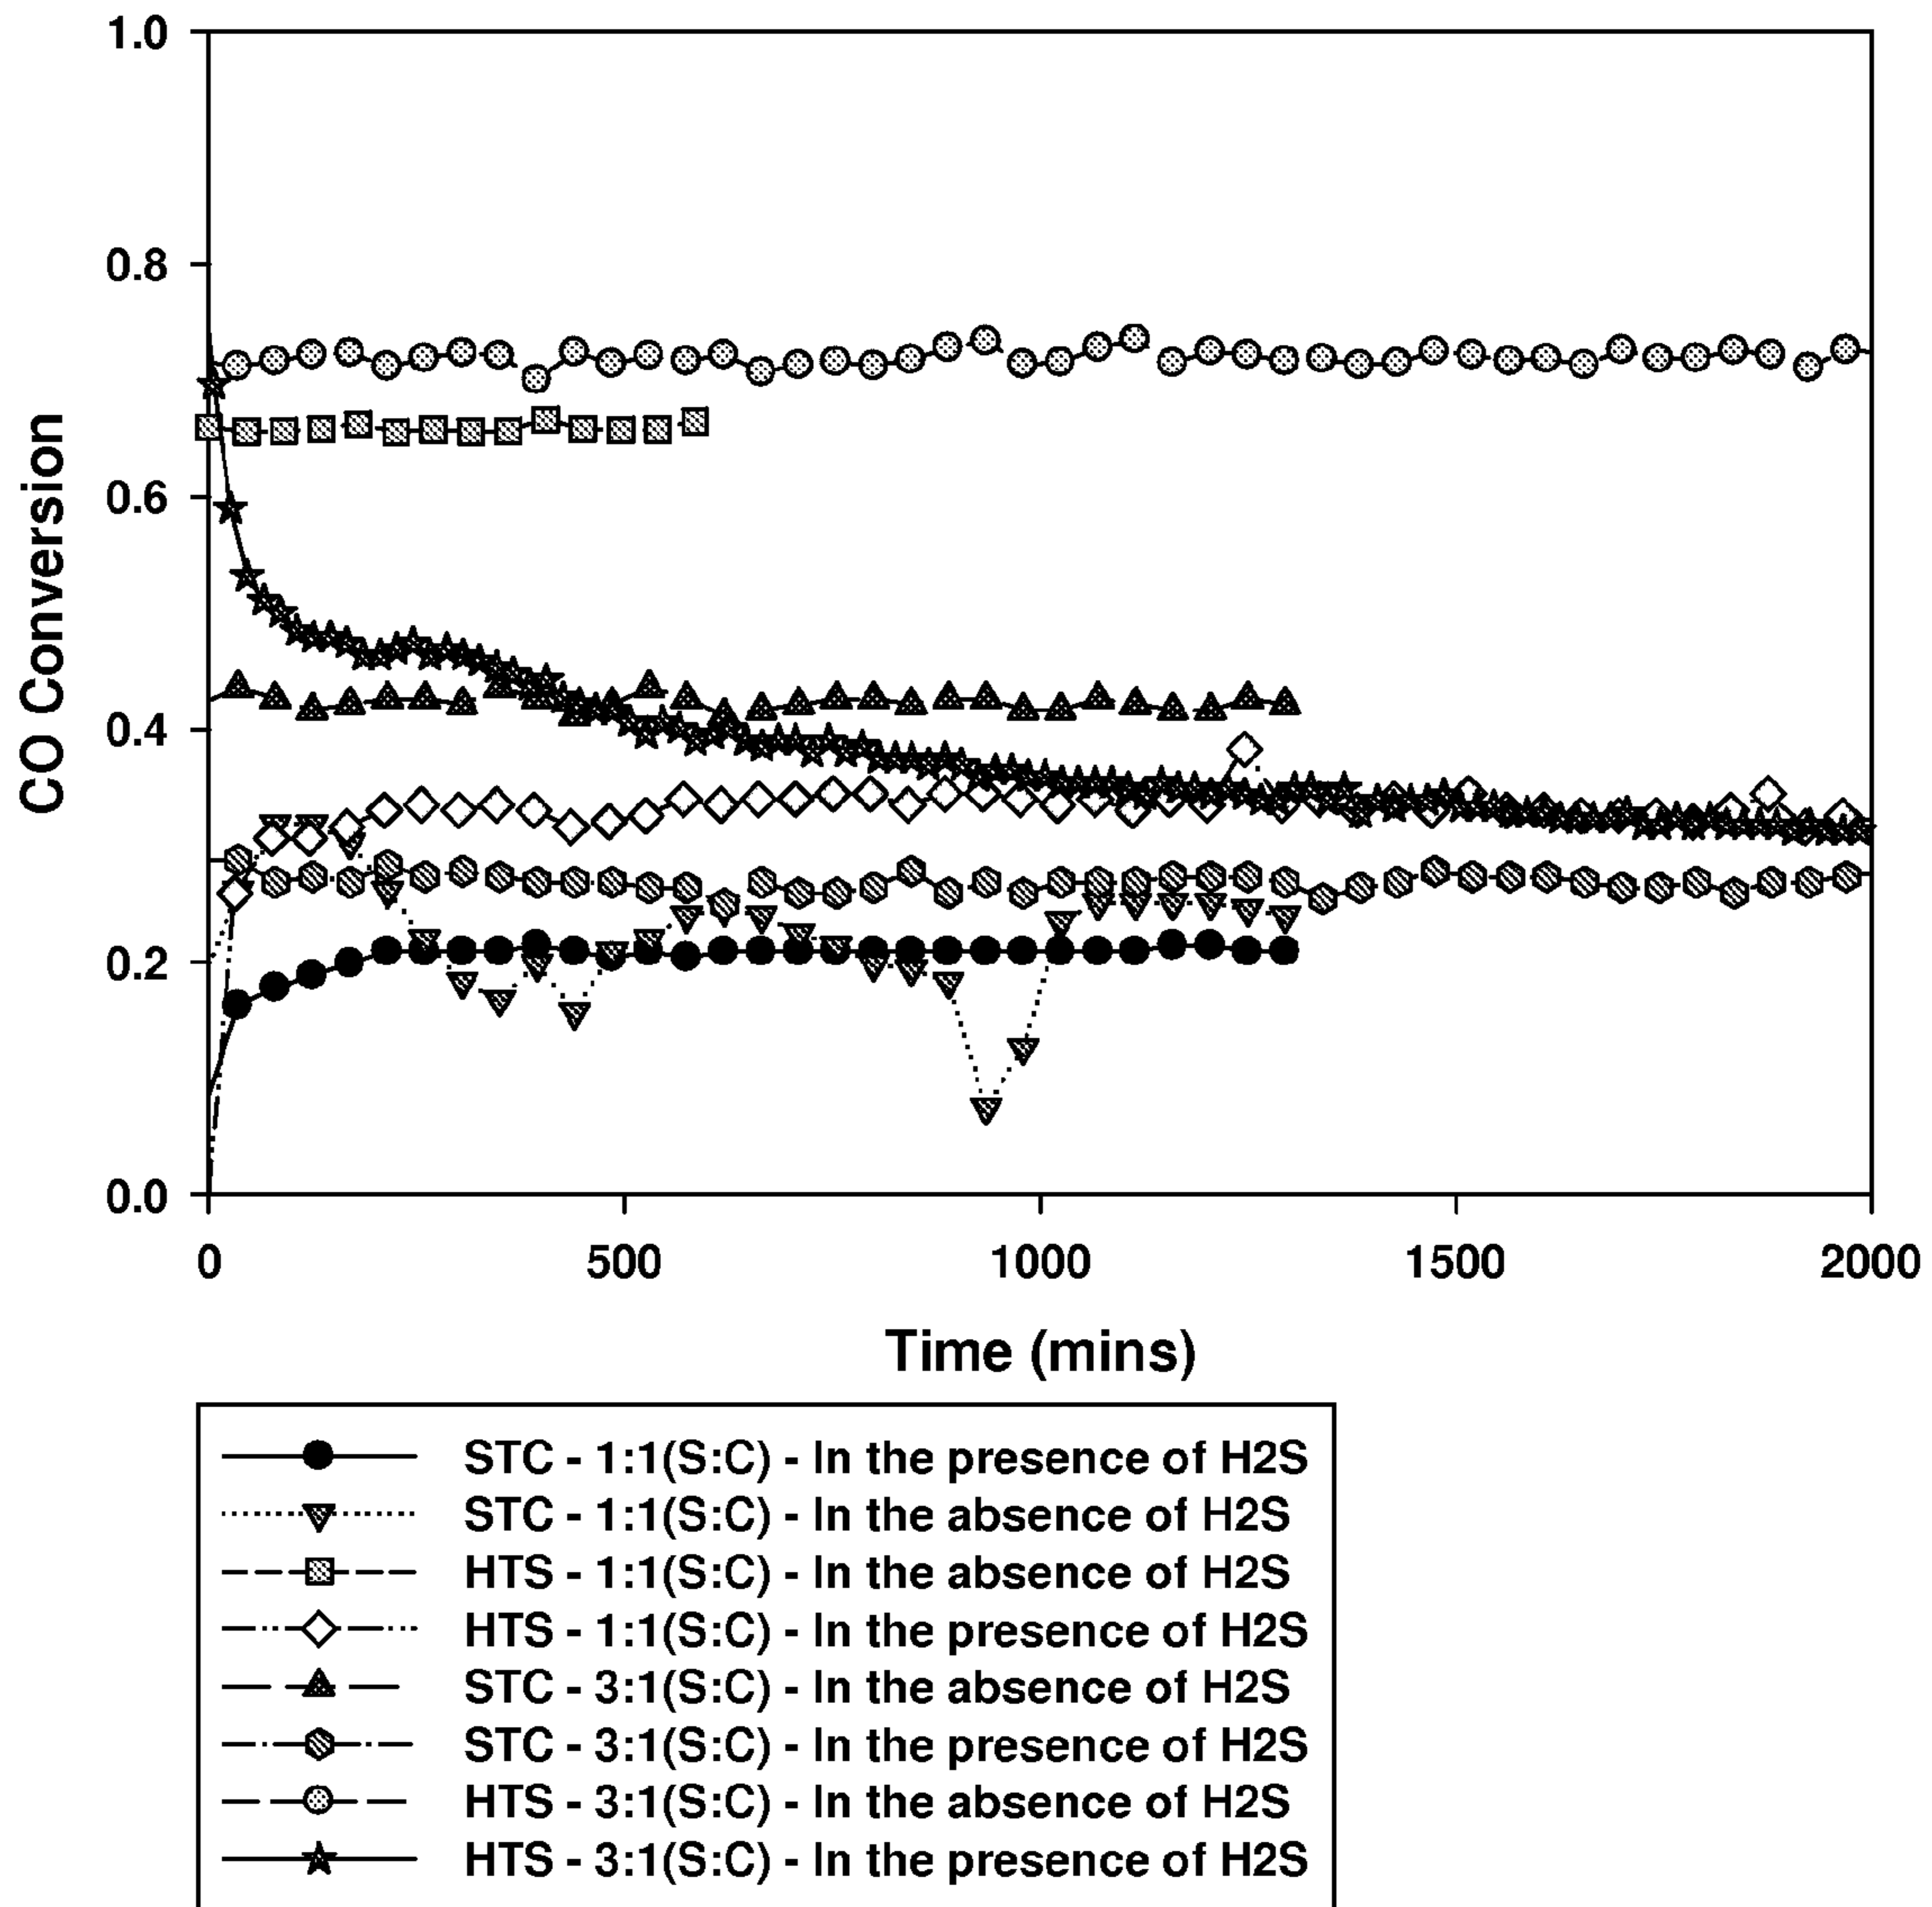 1.0
0.8
0.6
0.4
0.2
0.0
CO Conversion
0 500 1000 1500 2000
Time (mins)
STC - 1:1(S:C) - In the presence of H2S
STC - 1:1(S:C) - In the absence of H2S
HTS - 1:1(S:C) - In the absence of H2S
HTS - 1:1(S:C) - In the presence of H2S
STC - 3:1(S:C) - In the absence of H2S
STC - 3:1(S:C) - In the presence of H2S
HTS - 3:1(S:C) - In the absence of H2S
HTS - 3:1(S:C) - In the presence of H2S